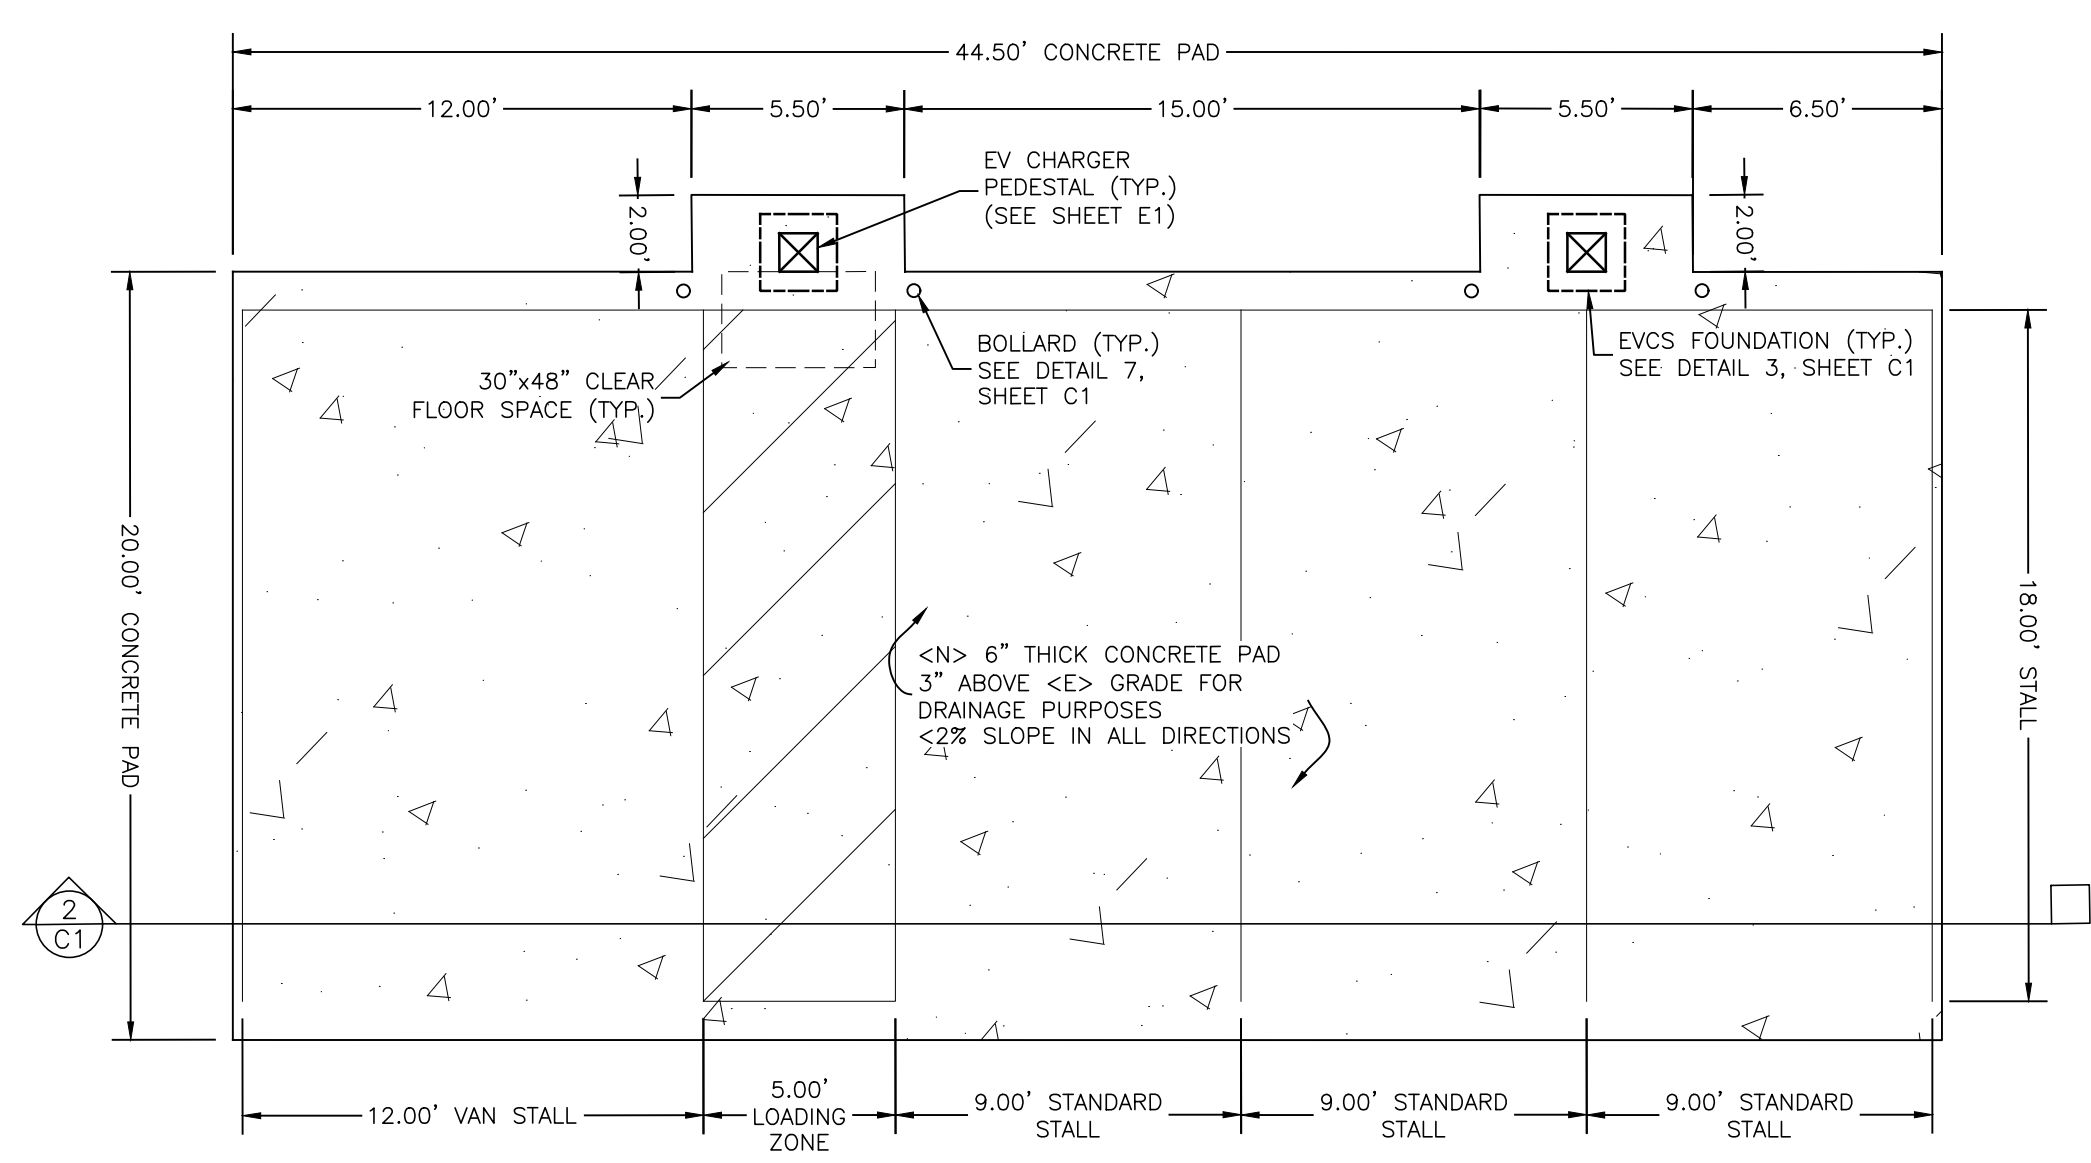 44.50' CONCRETE PAD
12.00'
5.50'
15.00'
5.50'
6.50'
2.00'
EV CHARGER
PEDESTAL (TYP.)
(SEE SHEET E1)
2.00'
BOLLARD (TYP.)
SEE DETAIL 7,
SHEET C1
EVCS FOUNDATION (TYP.)
SEE DETAIL 3, SHEET C1
30"x48" CLEAR
FLOOR SPACE (TYP.)
20.00' CONCRETE PAD
18.00' STALL
<N> 6" THICK CONCRETE PAD
3" ABOVE <E> GRADE FOR
DRAINAGE PURPOSES
<2% SLOPE IN ALL DIRECTIONS
2
C1
12.00' VAN STALL
5.00'
LOADING
ZONE
9.00' STANDARD
STALL
9.00' STANDARD
STALL
9.00' STANDARD
STALL